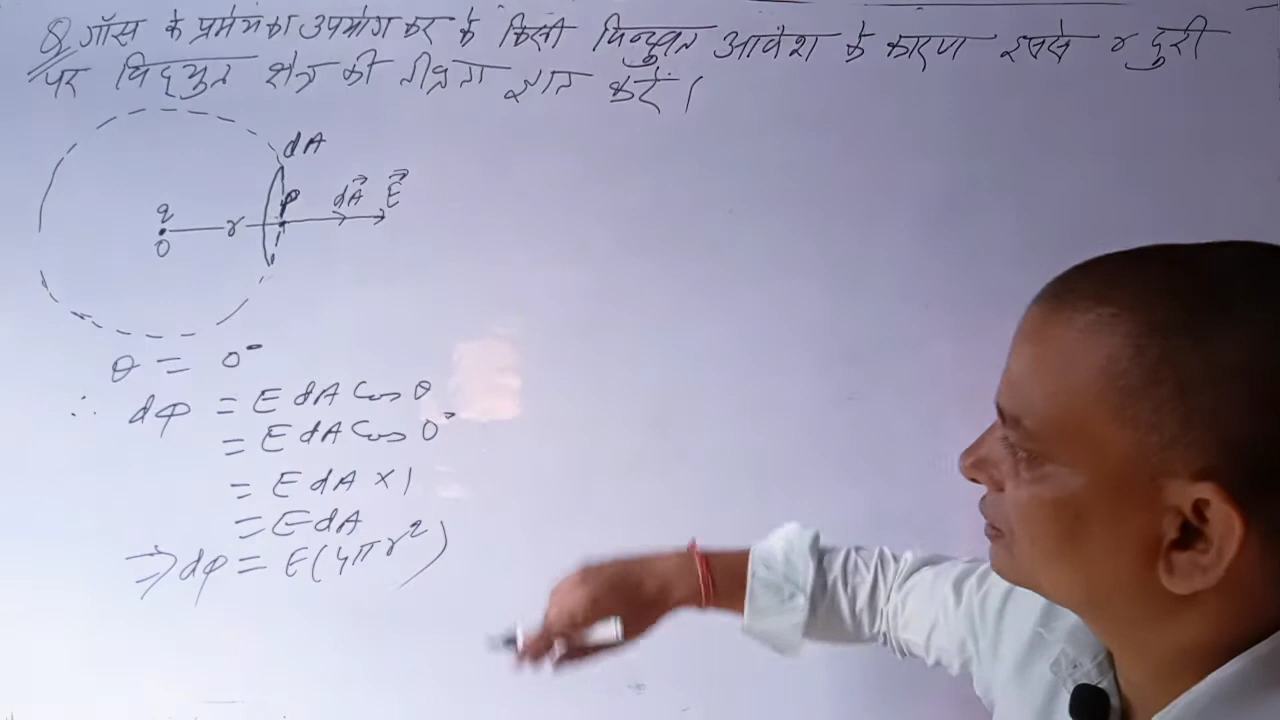 Q गॉस के प्रमेय का उपयोग कर के किसी बिन्दुवत आवेश के कारण इससे r दुरी
पर विद्युत क्षेत्र की तीव्रता ज्ञात करें।
dA
q
O
r
P
dA⃗
E⃗
θ = 0°
∴ dφ = E dA Cos θ
= E dA Cos 0°
= E dA × 1
= E dA
⇒ dφ = E(4πr²)